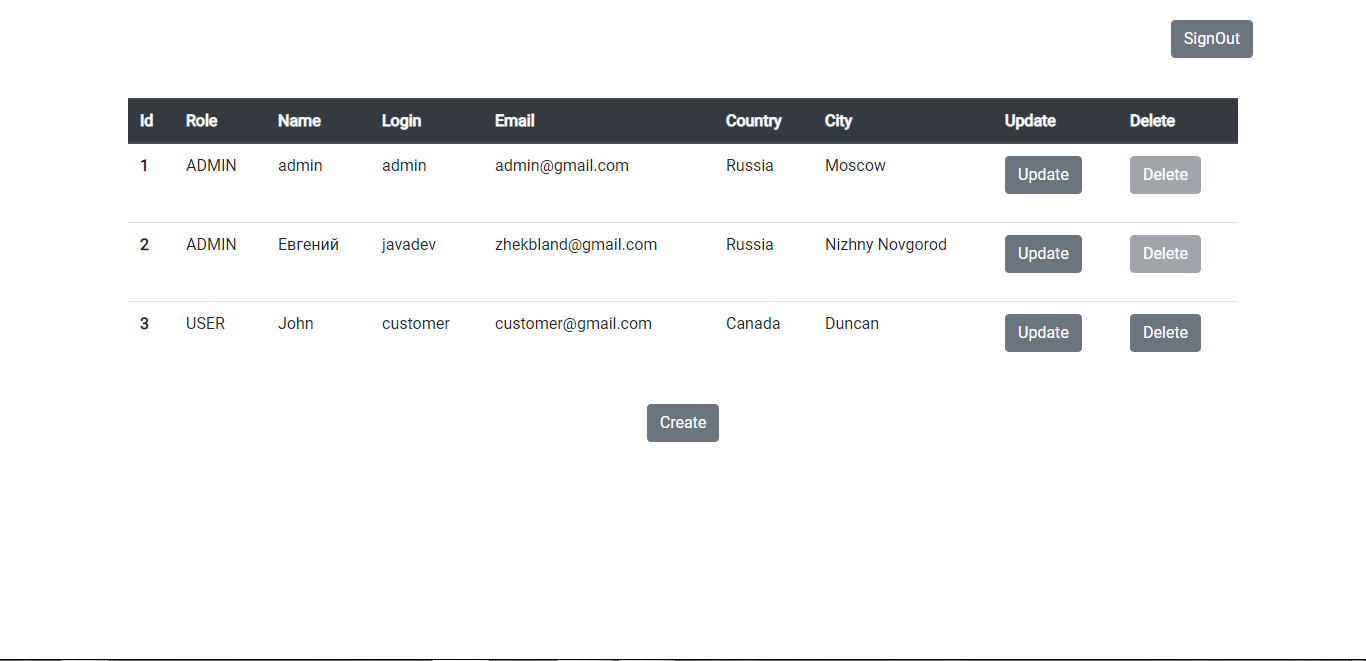 SignOut
Id Role Name Login Email Country City Update Delete
1 ADMIN admin admin admin@gmail.com Russia Moscow Update Delete
2 ADMIN Евгений javadev zhekbland@gmail.com Russia Nizhny Novgorod Update Delete
3 USER John customer customer@gmail.com Canada Duncan Update Delete
Create